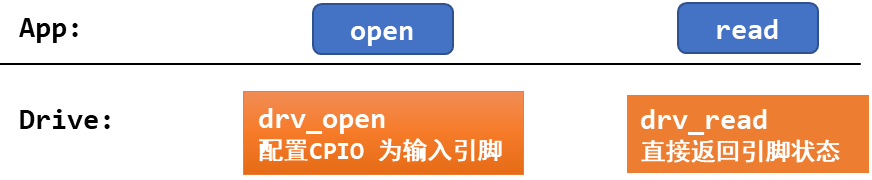 App:
open
read
Drive:
drv_open
配置CPIO 为输入引脚
drv_read
直接返回引脚状态